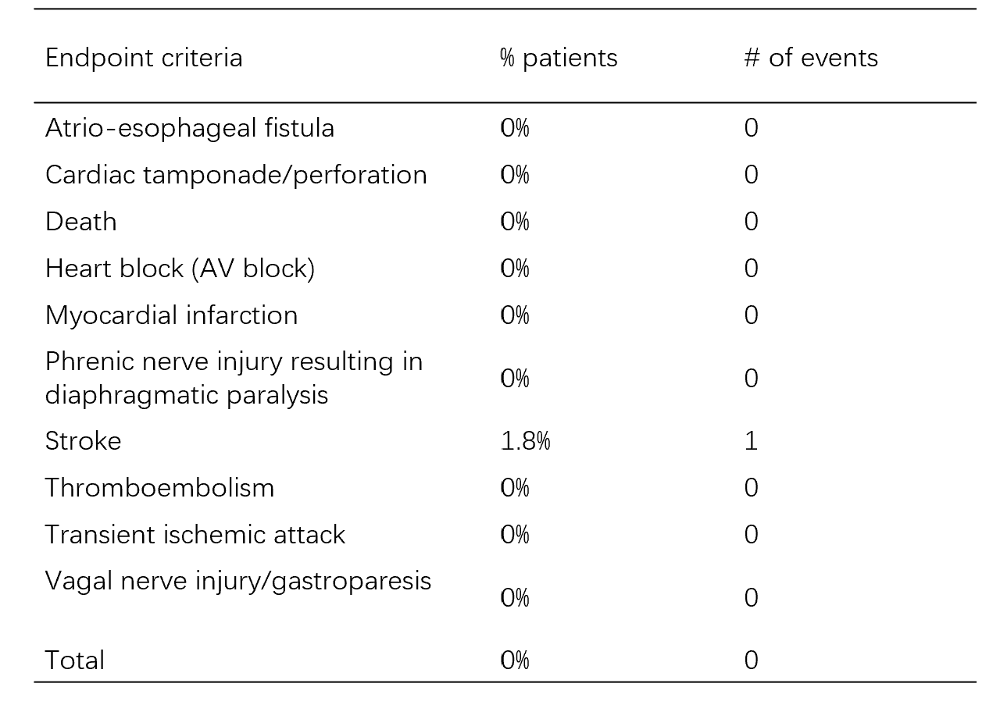 Endpoint criteria % patients # of events
Atrio-esophageal fistula 0% 0
Cardiac tamponade/perforation 0% 0
Death 0% 0
Heart block (AV block) 0% 0
Myocardial infarction 0% 0
Phrenic nerve injury resulting in
diaphragmatic paralysis 0% 0
Stroke 1.8% 1
Thromboembolism 0% 0
Transient ischemic attack 0% 0
Vagal nerve injury/gastroparesis 0% 0
Total 0% 0